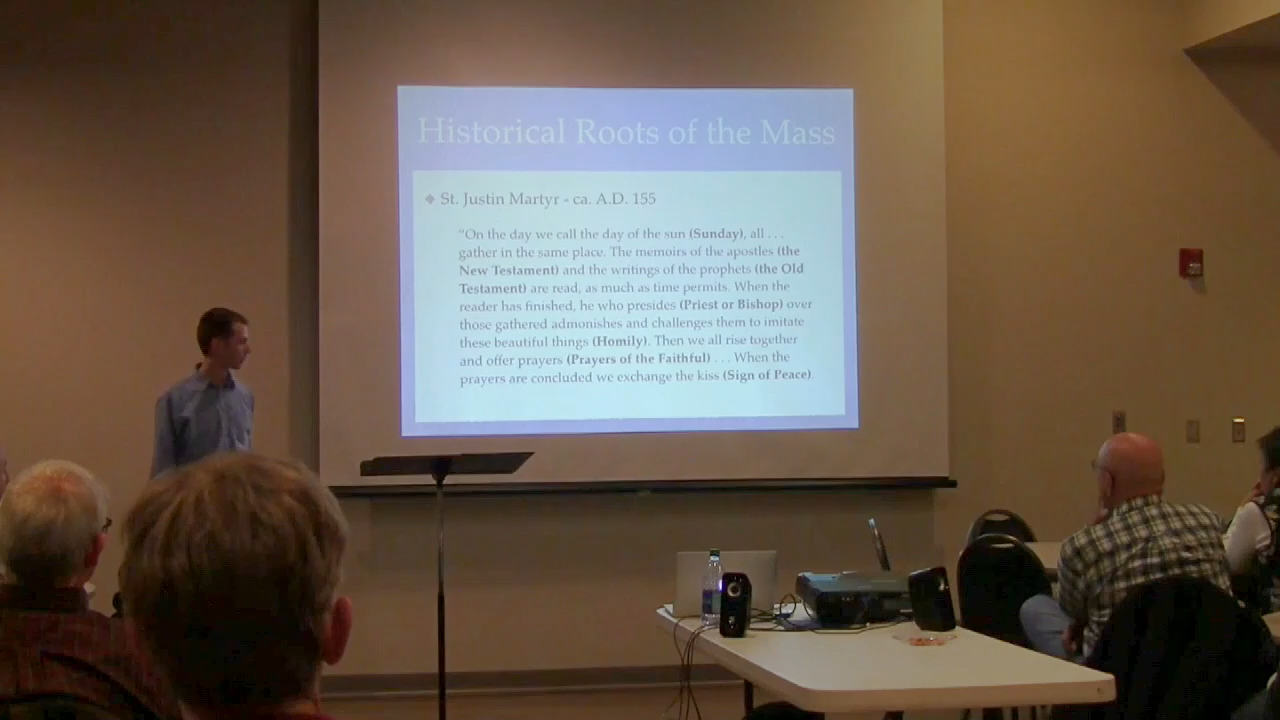 Historical Roots of the Mass
St. Justin Martyr - ca. A.D. 155
“On the day we call the day of the sun (Sunday), all . . .
gather in the same place. The memoirs of the apostles (the
New Testament) and the writings of the prophets (the Old
Testament) are read, as much as time permits. When the
reader has finished, he who presides (Priest or Bishop) over
those gathered admonishes and challenges them to imitate
these beautiful things (Homily). Then we all rise together
and offer prayers (Prayers of the Faithful) . . . When the
prayers are concluded we exchange the kiss (Sign of Peace).